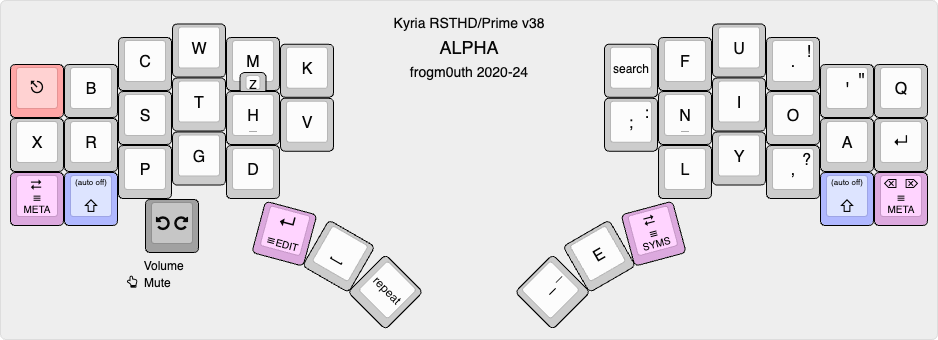 Kyria RSTHD/Prime v38
ALPHA
frogm0uth 2020-24
B
C
W
M
Z
K
X
R
S
T
H
_
V
META
(auto off)
P
G
D
Volume
Mute
EDIT
repeat
search
F
U
. !
' "
Q
; :
N
_
I
O
A
L
Y
, ?
(auto off)
META
- _
E
SYMS